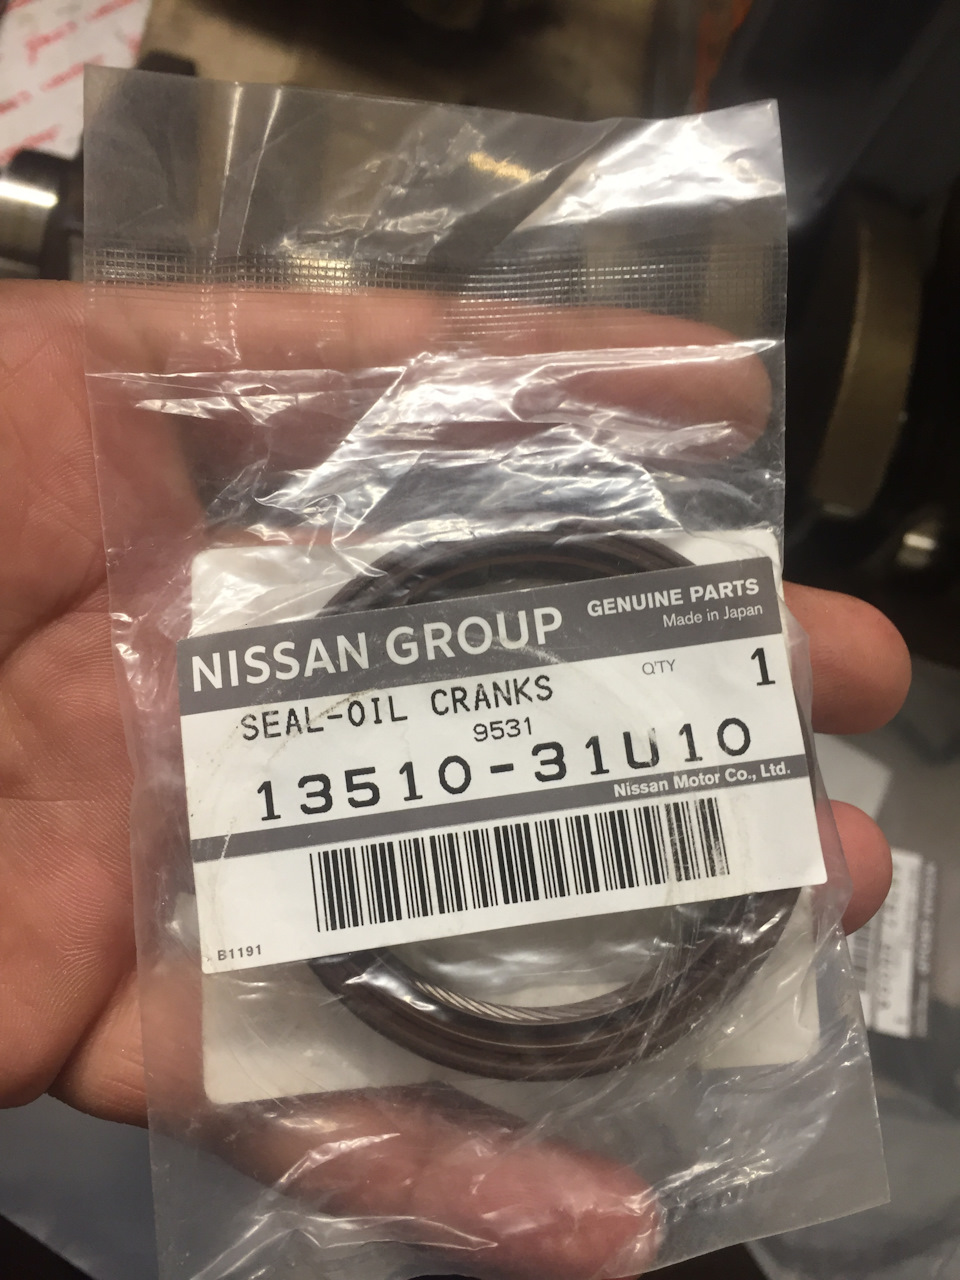 NISSAN GROUP
GENUINE PARTS
Made in Japan
SEAL-OIL CRANKS
Q'TY 1
9531
13510-31U10
Nissan Motor Co., Ltd.
B1191